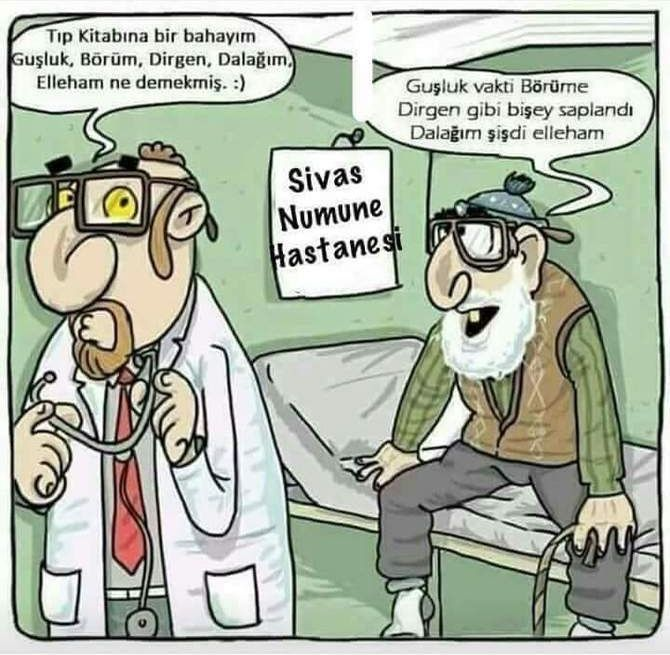 Tıp Kitabına bir bahayım
Guşluk, Börüm, Dirgen, Dalağım,
Elleham ne demekmiş. :)
Guşluk vakti Börüme
Dirgen gibi bişey saplandı
Dalağım şişdi elleham
Sivas
Numune
Hastanesi